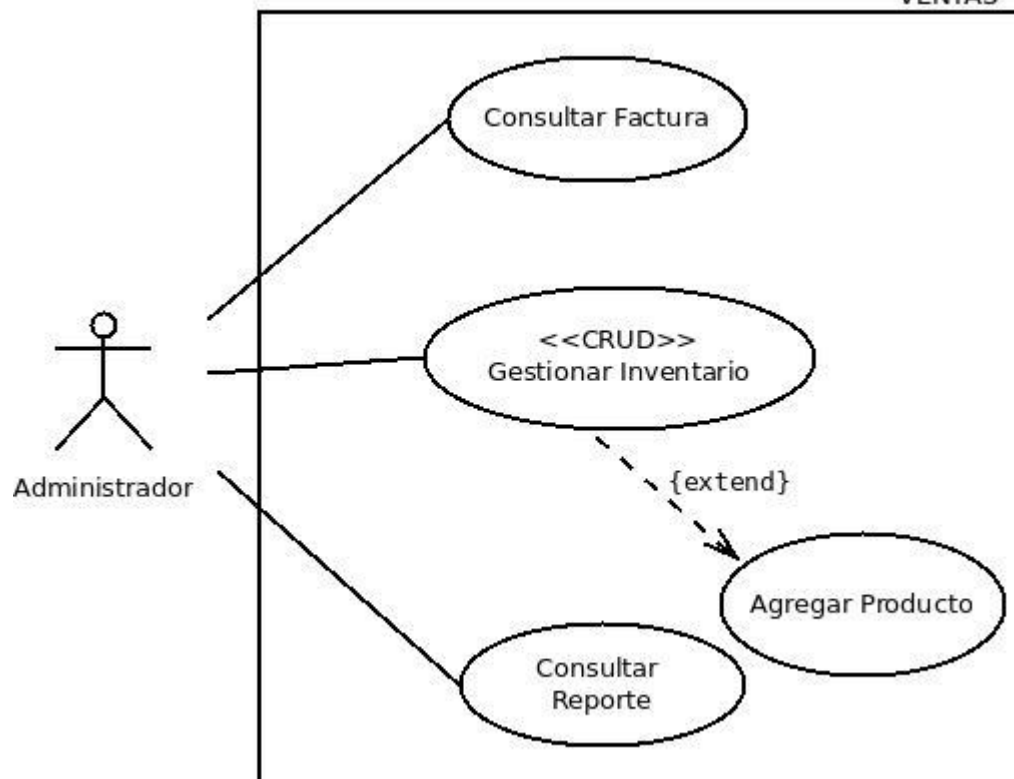 VENTAS
Consultar Factura
<<CRUD>>
Gestionar Inventario
{extend}
Administrador
Agregar Producto
Consultar
Reporte